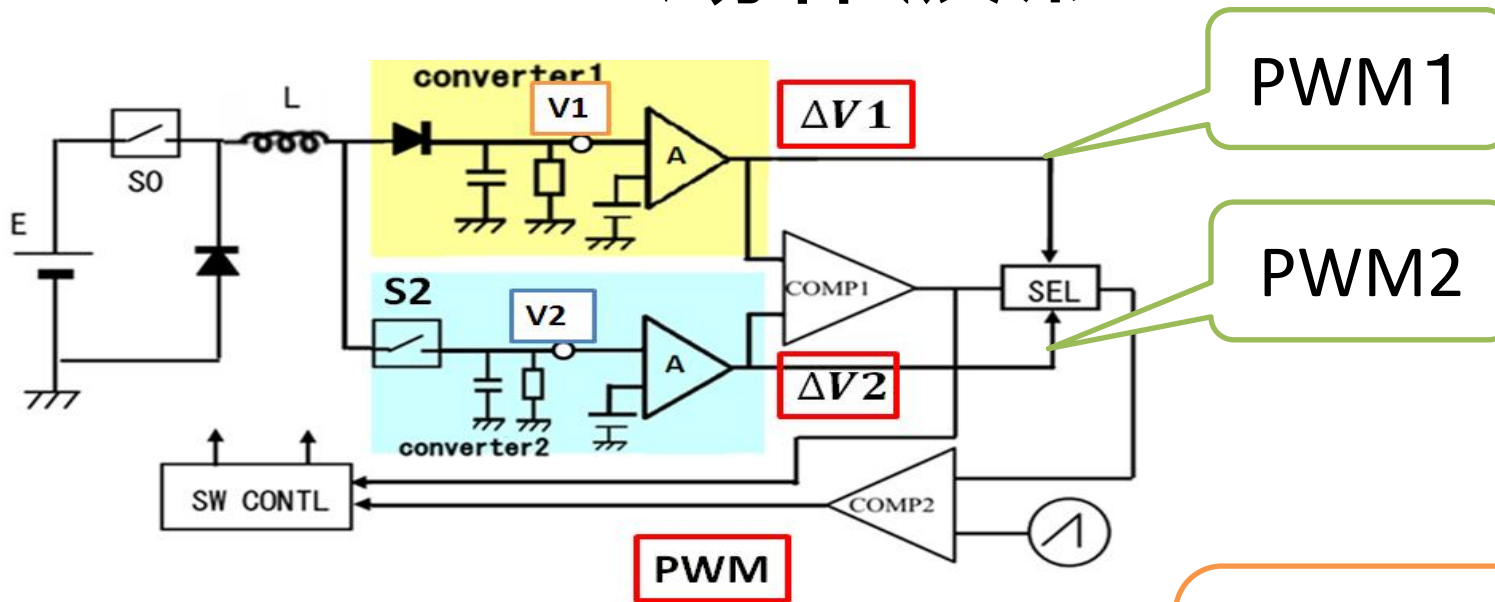 converter1
V1
ΔV1
PWM1
L
A
S0
E
PWM2
S2
V2
COMP1
SEL
A
ΔV2
converter2
SW CONTL
COMP2
PWM